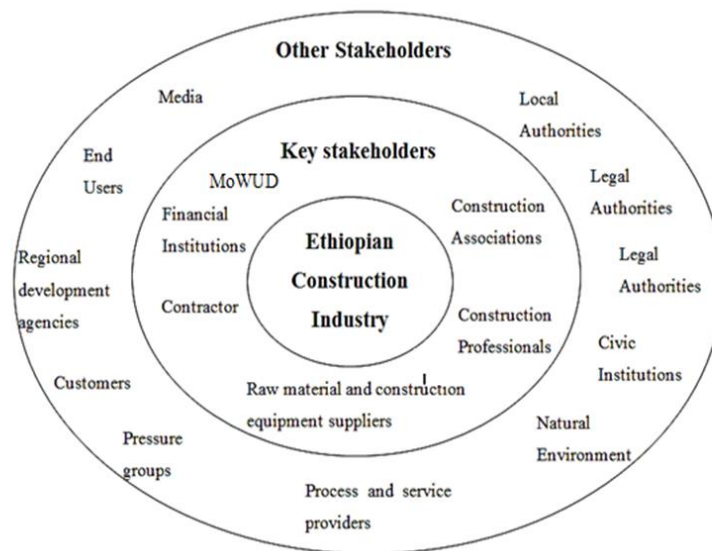 Other Stakeholders
Media
Local
Authorities
End
Users
Key stakeholders
MoWUD
Legal
Authorities
Financial
Institutions
Construction
Associations
Ethiopian
Construction
Industry
Regional
development
agencies
Legal
Authorities
Contractor
Construction
Professionals
Civic
Institutions
Customers
Raw material and construction
equipment suppliers
Natural
Environment
Pressure
groups
Process and service
providers